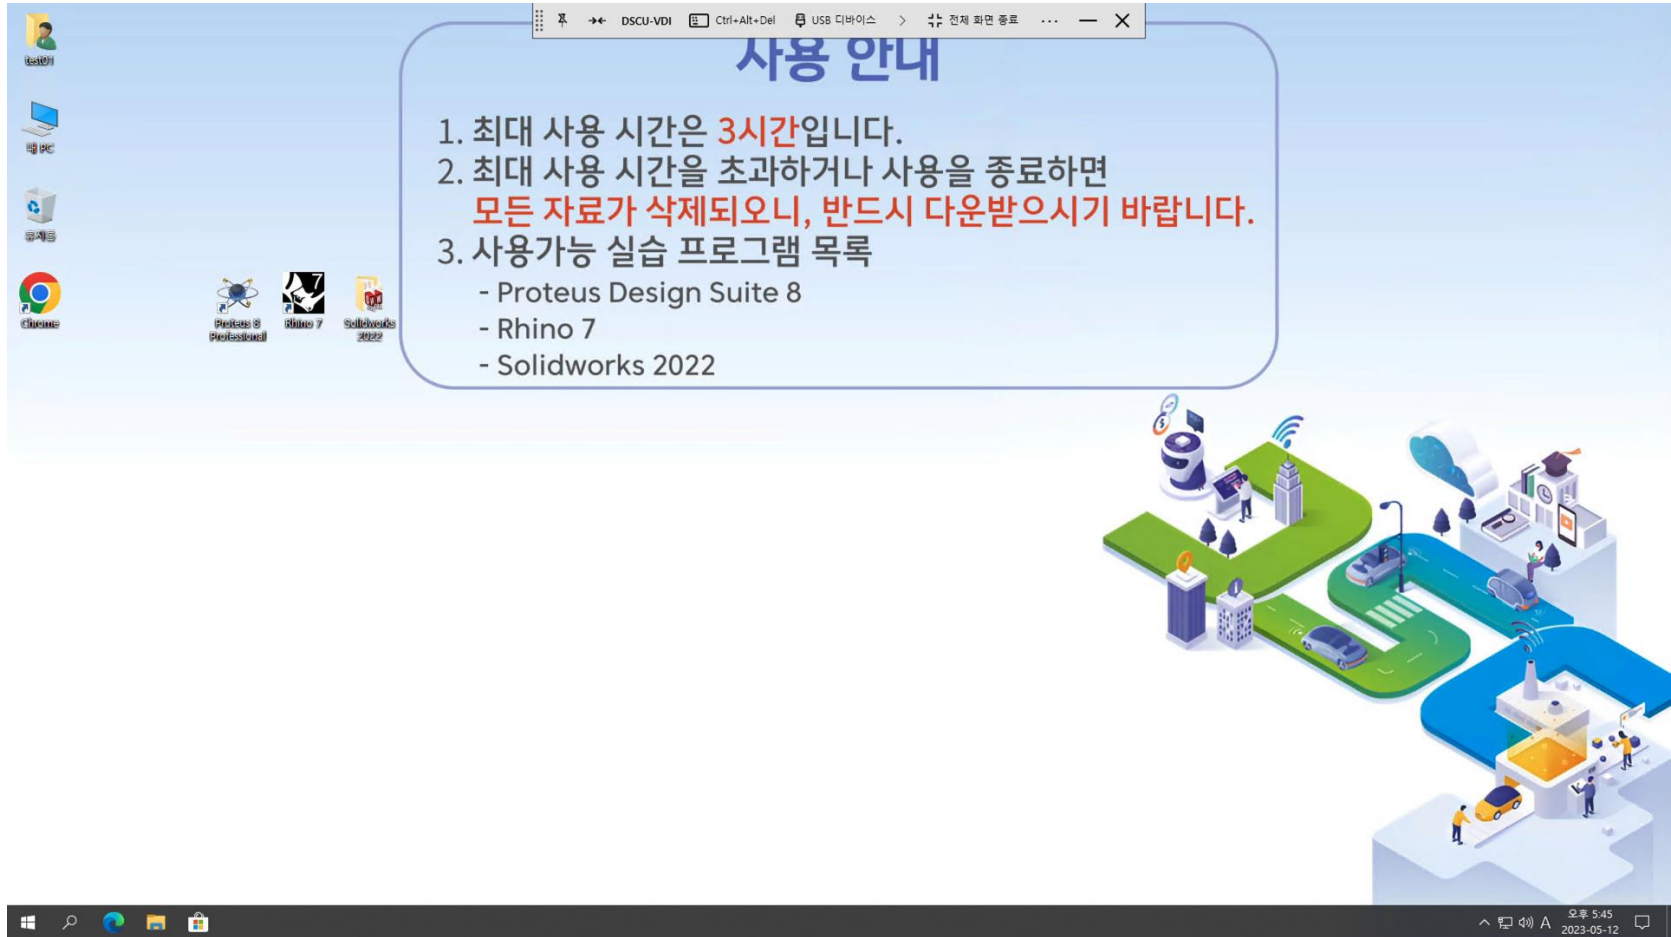 DSCU-VDI Ctrl+Alt+Del USB 디바이스 전체 화면 종료
사용 안내
1. 최대 사용 시간은 3시간입니다.
2. 최대 사용 시간을 초과하거나 사용을 종료하면
모든 자료가 삭제되오니, 반드시 다운받으시기 바랍니다.
3. 사용가능 실습 프로그램 목록
- Proteus Design Suite 8
- Rhino 7
- Solidworks 2022
test01
내 PC
휴지통
Chrome
Proteus 8
Professional
7
Rhino 7
Solidworks
2022
A
오후 5:45
2023-05-12